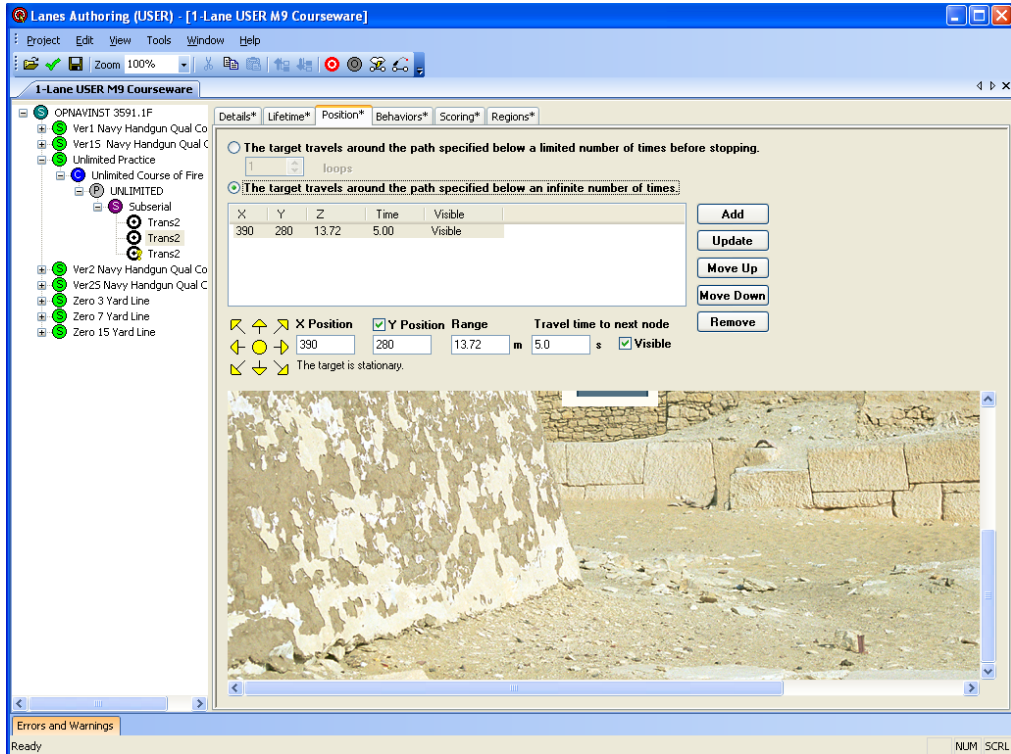 Lanes Authoring (USER) - [1-Lane USER M9 Courseware]
Project Edit View Tools Window Help
Zoom 100%
1-Lane USER M9 Courseware
OPNAVINST 3591.1F
Ver1 Navy Handgun Qual Co
Ver1S Navy Handgun Qual C
Unlimited Practice
Unlimited Course of Fire
UNLIMITED
Subserial
Trans2
Trans2
Trans2
Ver2 Navy Handgun Qual Co
Ver2S Navy Handgun Qual C
Zero 3 Yard Line
Zero 7 Yard Line
Zero 15 Yard Line
Details* Lifetime* Position* Behaviors* Scoring* Regions*
The target travels around the path specified below a limited number of times before stopping.
1 loops
The target travels around the path specified below an infinite number of times.
X Y Z Time Visible
390 280 13.72 5.00 Visible
Add
Update
Move Up
Move Down
Remove
X Position Y Position Range Travel time to next node
390 280 13.72 m 5.0 s Visible
The target is stationary.
Errors and Warnings
Ready NUM SCRL